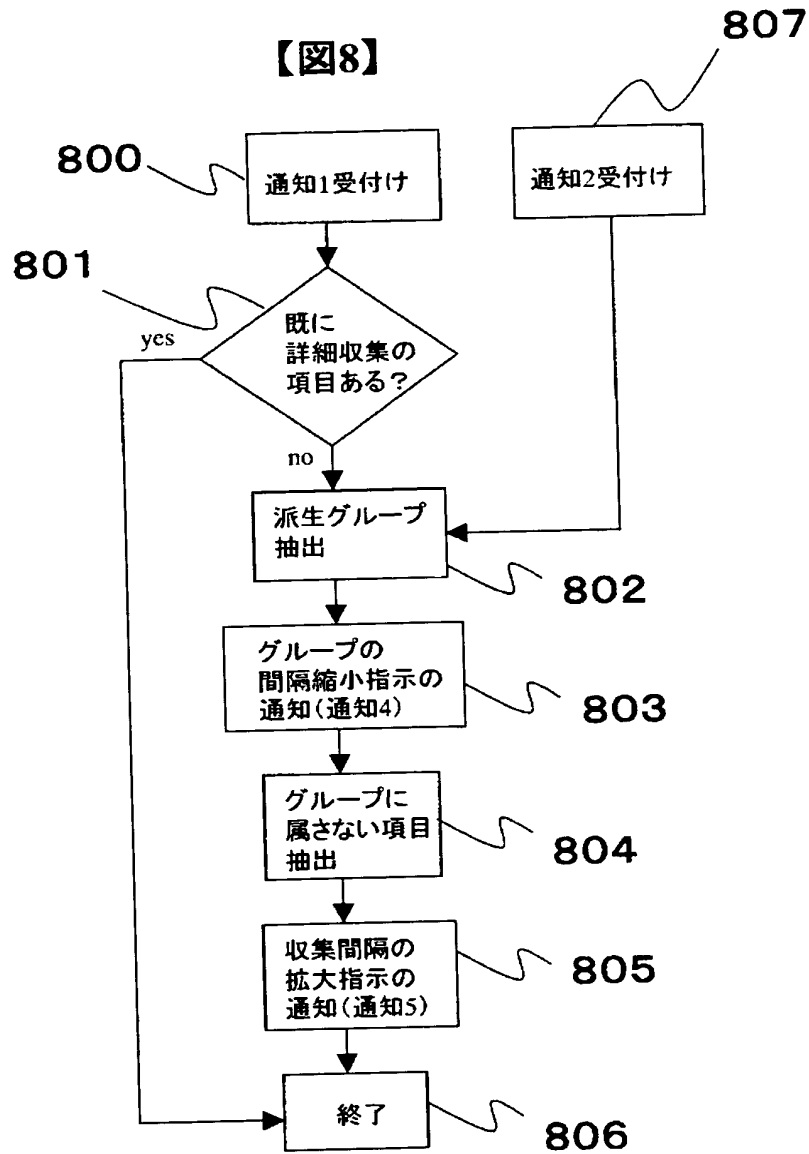 【図8】
807
800
通知1受付け
通知2受付け
801
yes
既に
詳細収集の
項目ある？
no
派生グループ
抽出
802
グループの
間隔縮小指示の
通知（通知4）
803
グループに
属さない項目
抽出
804
収集間隔の
拡大指示の
通知（通知5）
805
終了
806